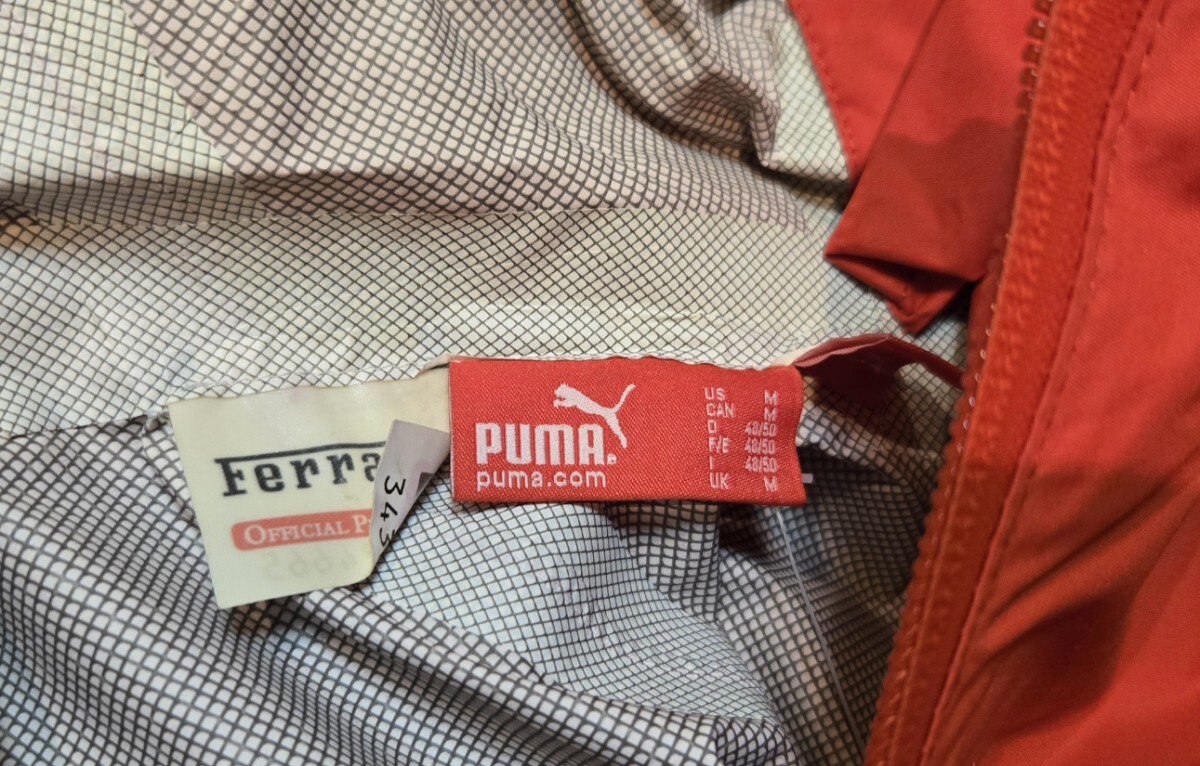 Ferra
OFFICIAL P
343
PUMA
puma.com
US M
CAN M
D 48/50
F/E 48/50
I 48/50
UK M